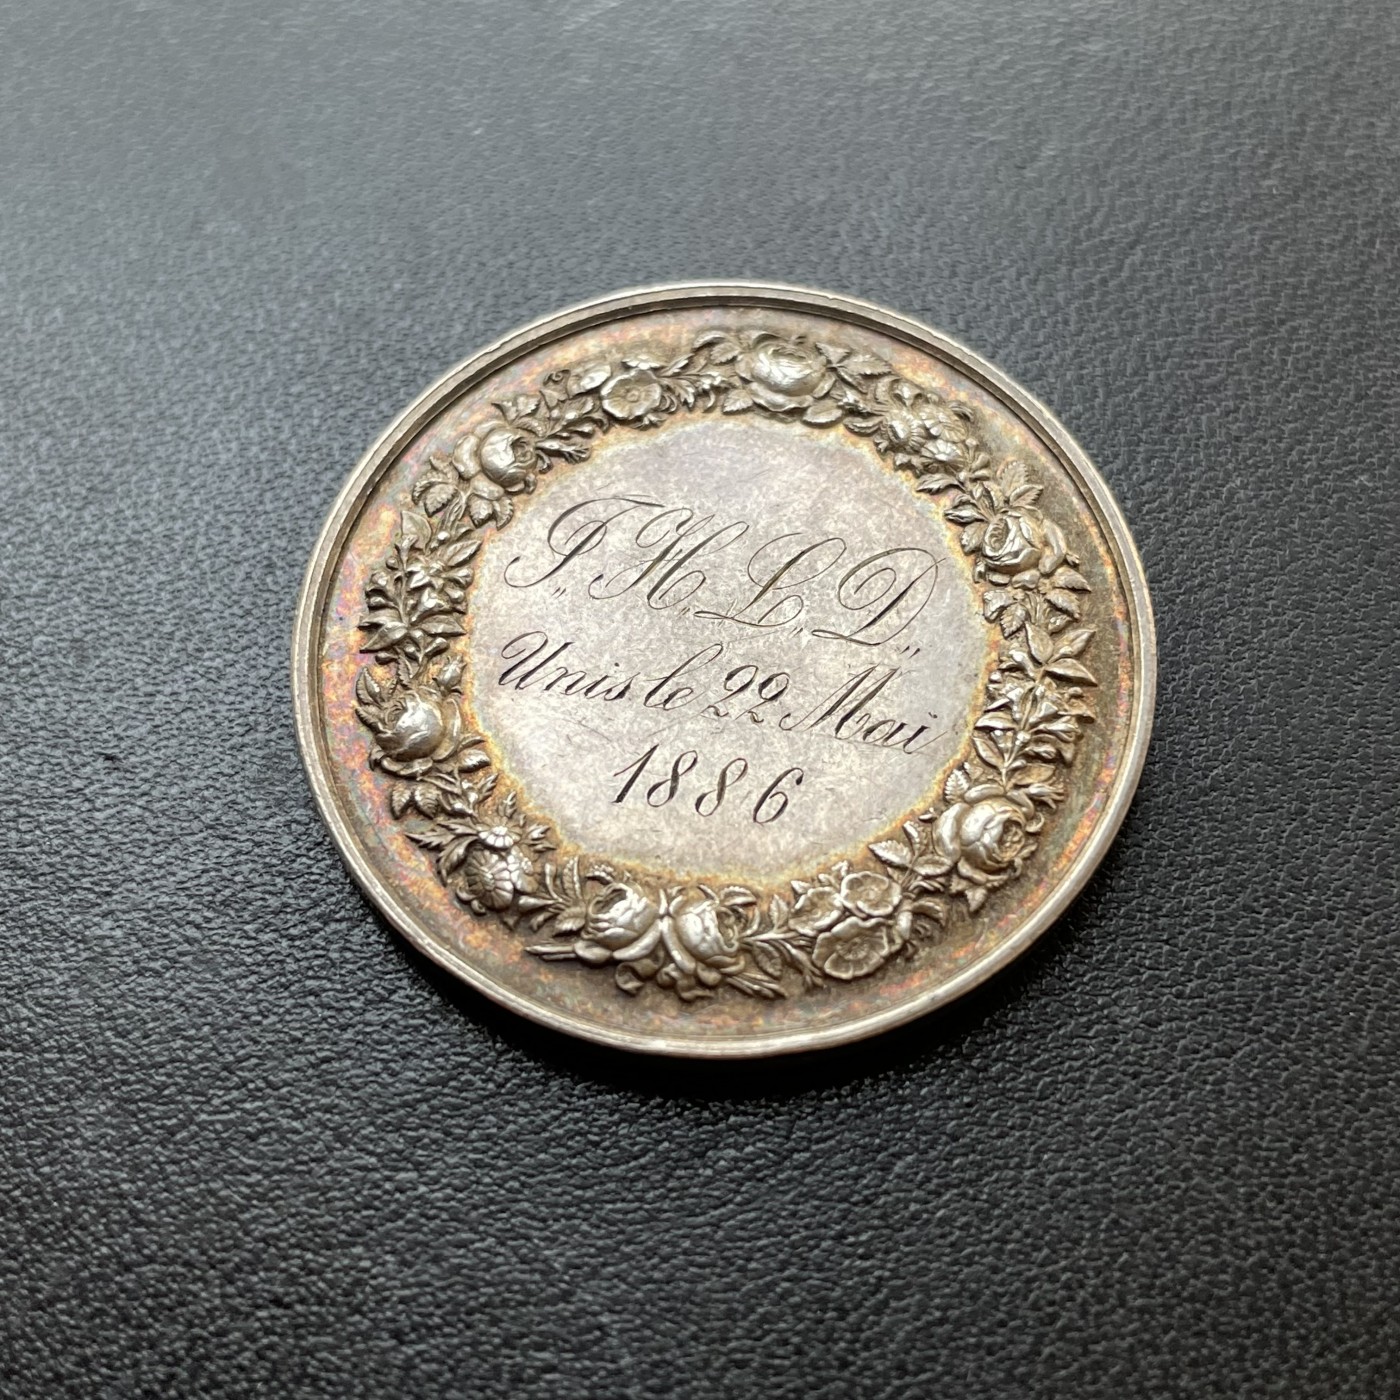 J. H. L. D.
Unis le 22 Mai
1886